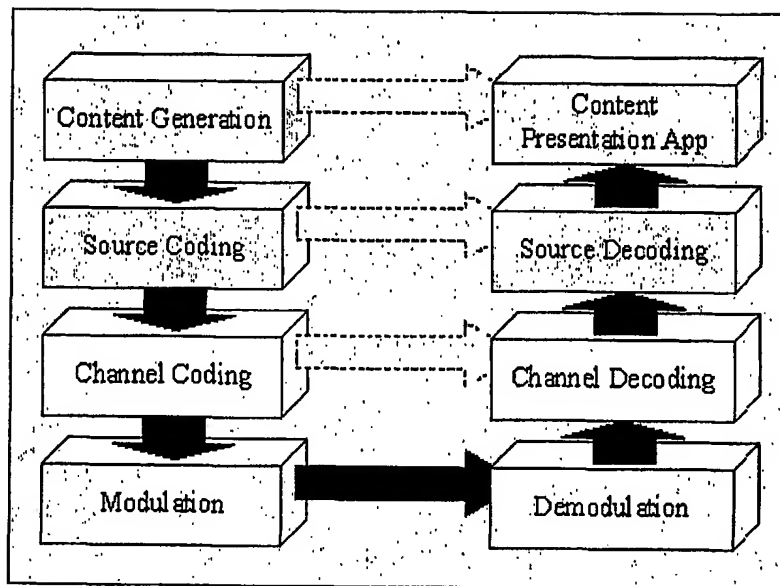 Content Generation
Content
Presentation App
Source Coding
Source Decoding
Channel Coding
Channel Decoding
Modulation
Demodulation